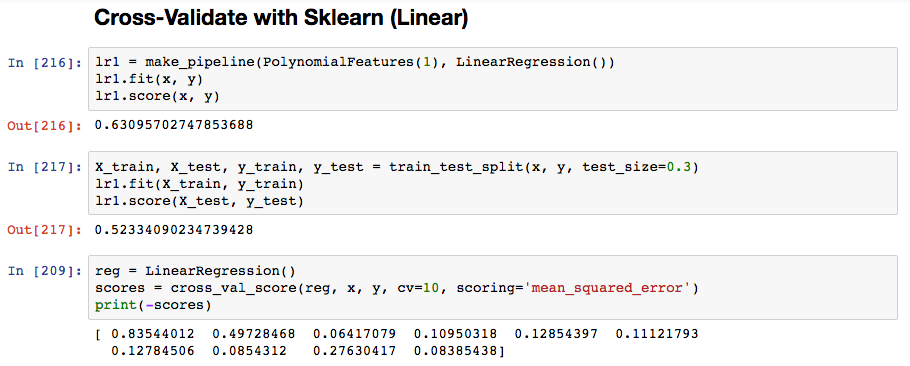 Cross-Validate with Sklearn (Linear)
In [216]: lr1 = make_pipeline(PolynomialFeatures(1), LinearRegression())
lr1.fit(x, y)
lr1.score(x, y)
Out[216]: 0.63095702747853688
In [217]: X_train, X_test, y_train, y_test = train_test_split(x, y, test_size=0.3)
lr1.fit(X_train, y_train)
lr1.score(X_test, y_test)
Out[217]: 0.52334090234739428
In [209]: reg = LinearRegression()
scores = cross_val_score(reg, x, y, cv=10, scoring='mean_squared_error')
print(-scores)
[ 0.83544012 0.49728468 0.06417079 0.10950318 0.12854397 0.11121793
0.12784506 0.0854312 0.27630417 0.08385438]